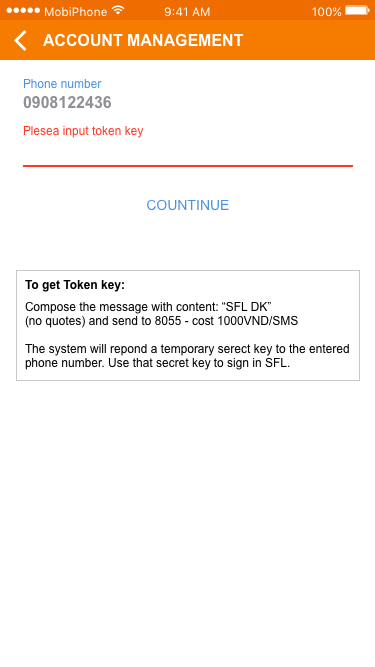 MobiPhone 9:41 AM 100%
ACCOUNT MANAGEMENT
Phone number
0908122436
Plesea input token key
COUNTINUE
To get Token key:
Compose the message with content: “SFL DK”
(no quotes) and send to 8055 - cost 1000VND/SMS
The system will repond a temporary serect key to the entered
phone number. Use that secret key to sign in SFL.